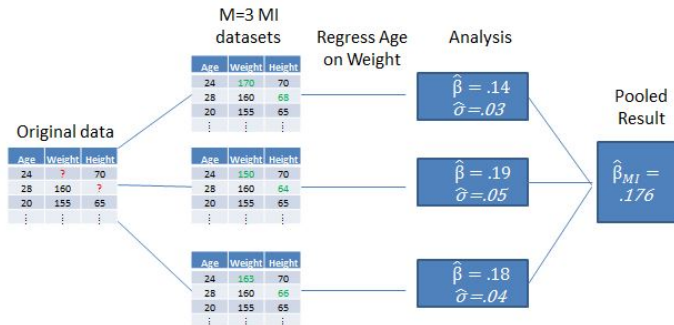 M=3 MI datasets
Regress Age on Weight
Analysis
Pooled Result
Original data
Age Weight Height
24 ? 70
28 160 ?
20 155 65
⋮ ⋮ ⋮
Age Weight Height
24 170 70
28 160 68
20 155 65
⋮ ⋮ ⋮
Age Weight Height
24 150 70
28 160 64
20 155 65
⋮ ⋮ ⋮
Age Weight Height
24 163 70
28 160 66
20 155 65
⋮ ⋮ ⋮
β̂ = .14
σ̂=.03
β̂ = .19
σ̂=.05
β̂ = .18
σ̂=.04
β̂MI =
.176